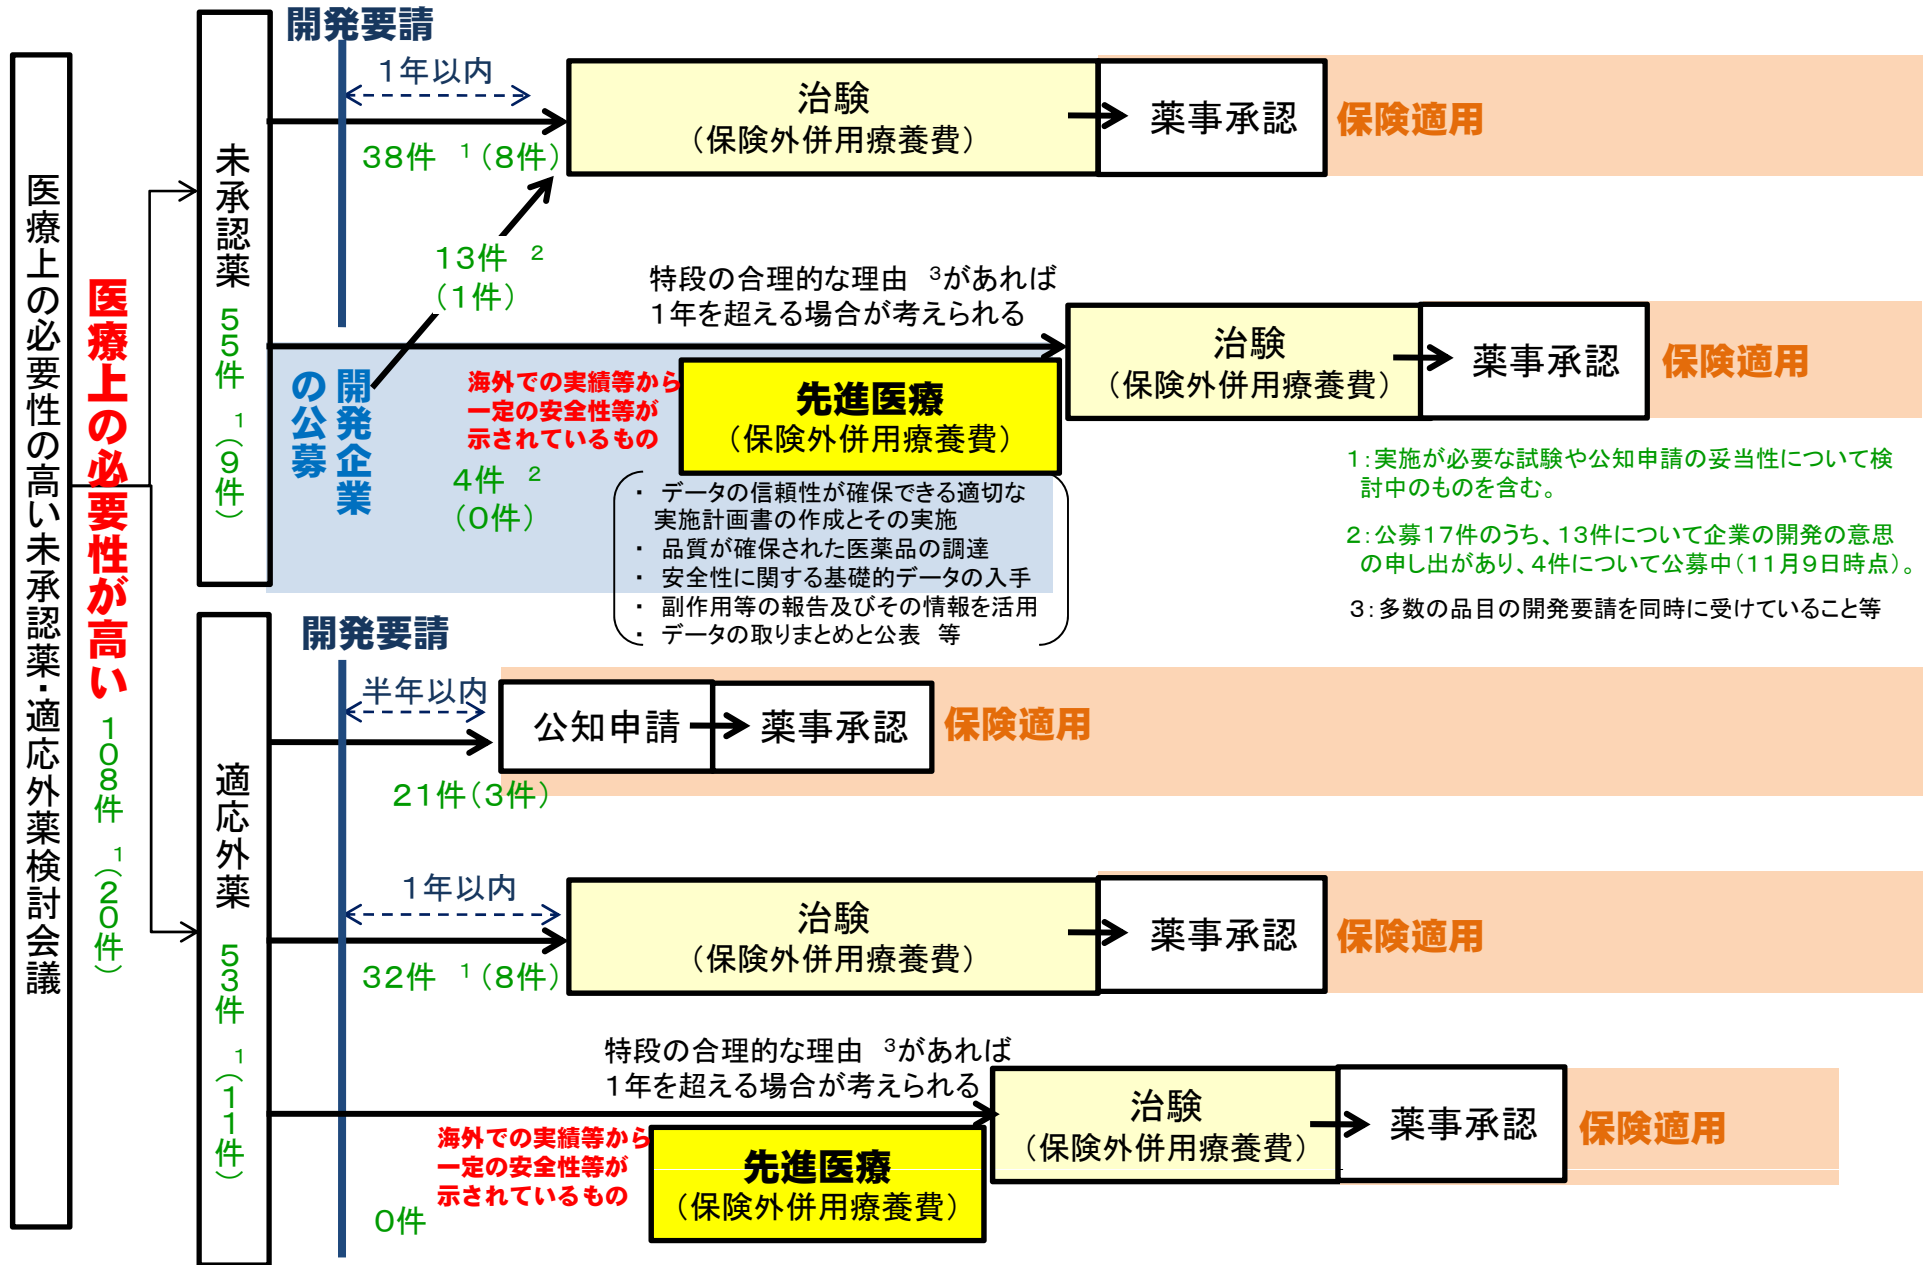 医療上の必要性の高い未承認薬・適応外薬検討会議
医療上の必要性が高い
108件 1(20件)
未承認薬 55件 1(9件)
開発要請
1年以内
38件 1(8件)
治験
(保険外併用療養費)
薬事承認
保険適用
13件 2
(1件)
特段の合理的な理由 3があれば
1年を超える場合が考えられる
治験
(保険外併用療養費)
薬事承認
保険適用
開発企業
の公募
海外での実績等から
一定の安全性等が
示されているもの
4件 2
(0件)
先進医療
(保険外併用療養費)
・ データの信頼性が確保できる適切な
実施計画書の作成とその実施
・ 品質が確保された医薬品の調達
・ 安全性に関する基礎的データの入手
・ 副作用等の報告及びその情報を活用
・ データの取りまとめと公表 等
1:実施が必要な試験や公知申請の妥当性について検
討中のものを含む。
2:公募17件のうち、13件について企業の開発の意思
の申し出があり、4件について公募中(11月9日時点)。
3:多数の品目の開発要請を同時に受けていること等
適応外薬 53件 1(11件)
開発要請
半年以内
公知申請
薬事承認
保険適用
21件(3件)
1年以内
32件 1(8件)
治験
(保険外併用療養費)
薬事承認
保険適用
特段の合理的な理由 3があれば
1年を超える場合が考えられる
治験
(保険外併用療養費)
薬事承認
保険適用
海外での実績等から
一定の安全性等が
示されているもの
0件
先進医療
(保険外併用療養費)